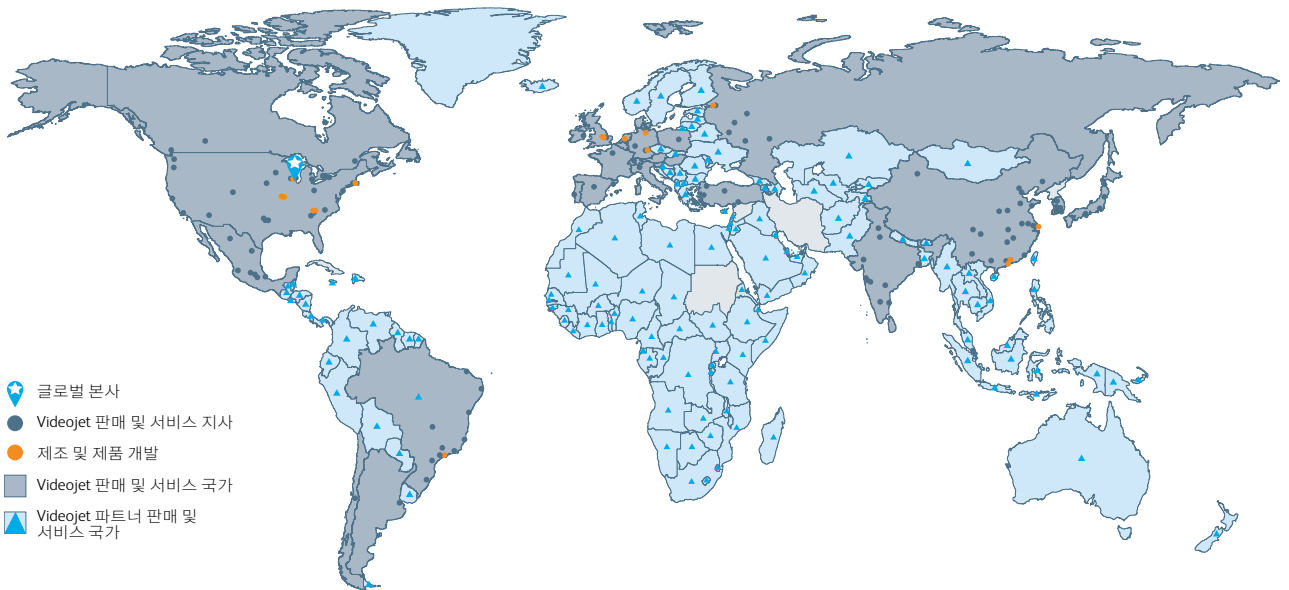 글로벌 본사
Videojet 판매 및 서비스 지사
제조 및 제품 개발
Videojet 판매 및 서비스 국가
Videojet 파트너 판매 및
서비스 국가